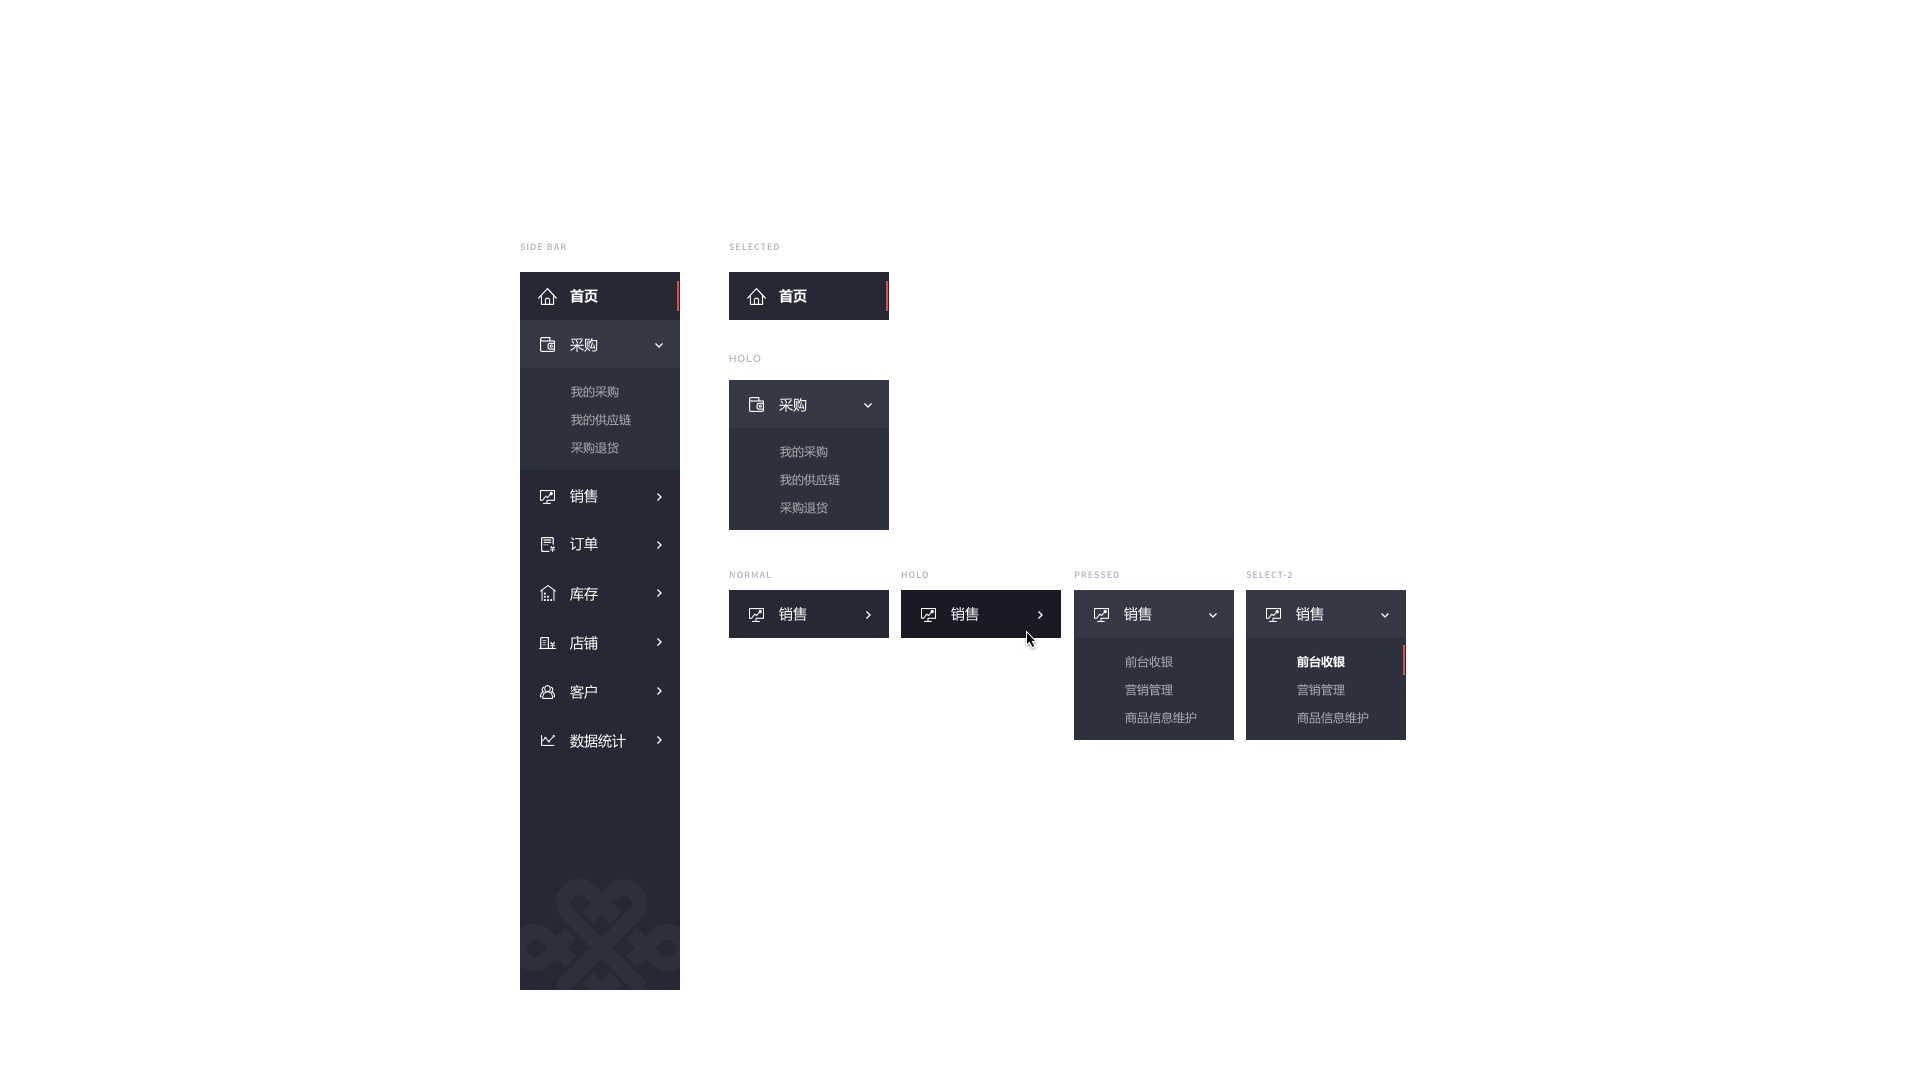 SIDE BAR
首页
采购
我的采购
我的供应链
采购退货
销售
订单
库存
店铺
客户
数据统计
SELECTED
首页
HOLO
采购
我的采购
我的供应链
采购退货
NORMAL
销售
HOLO
销售
PRESSED
销售
前台收银
营销管理
商品信息维护
SELECT-2
销售
前台收银
营销管理
商品信息维护